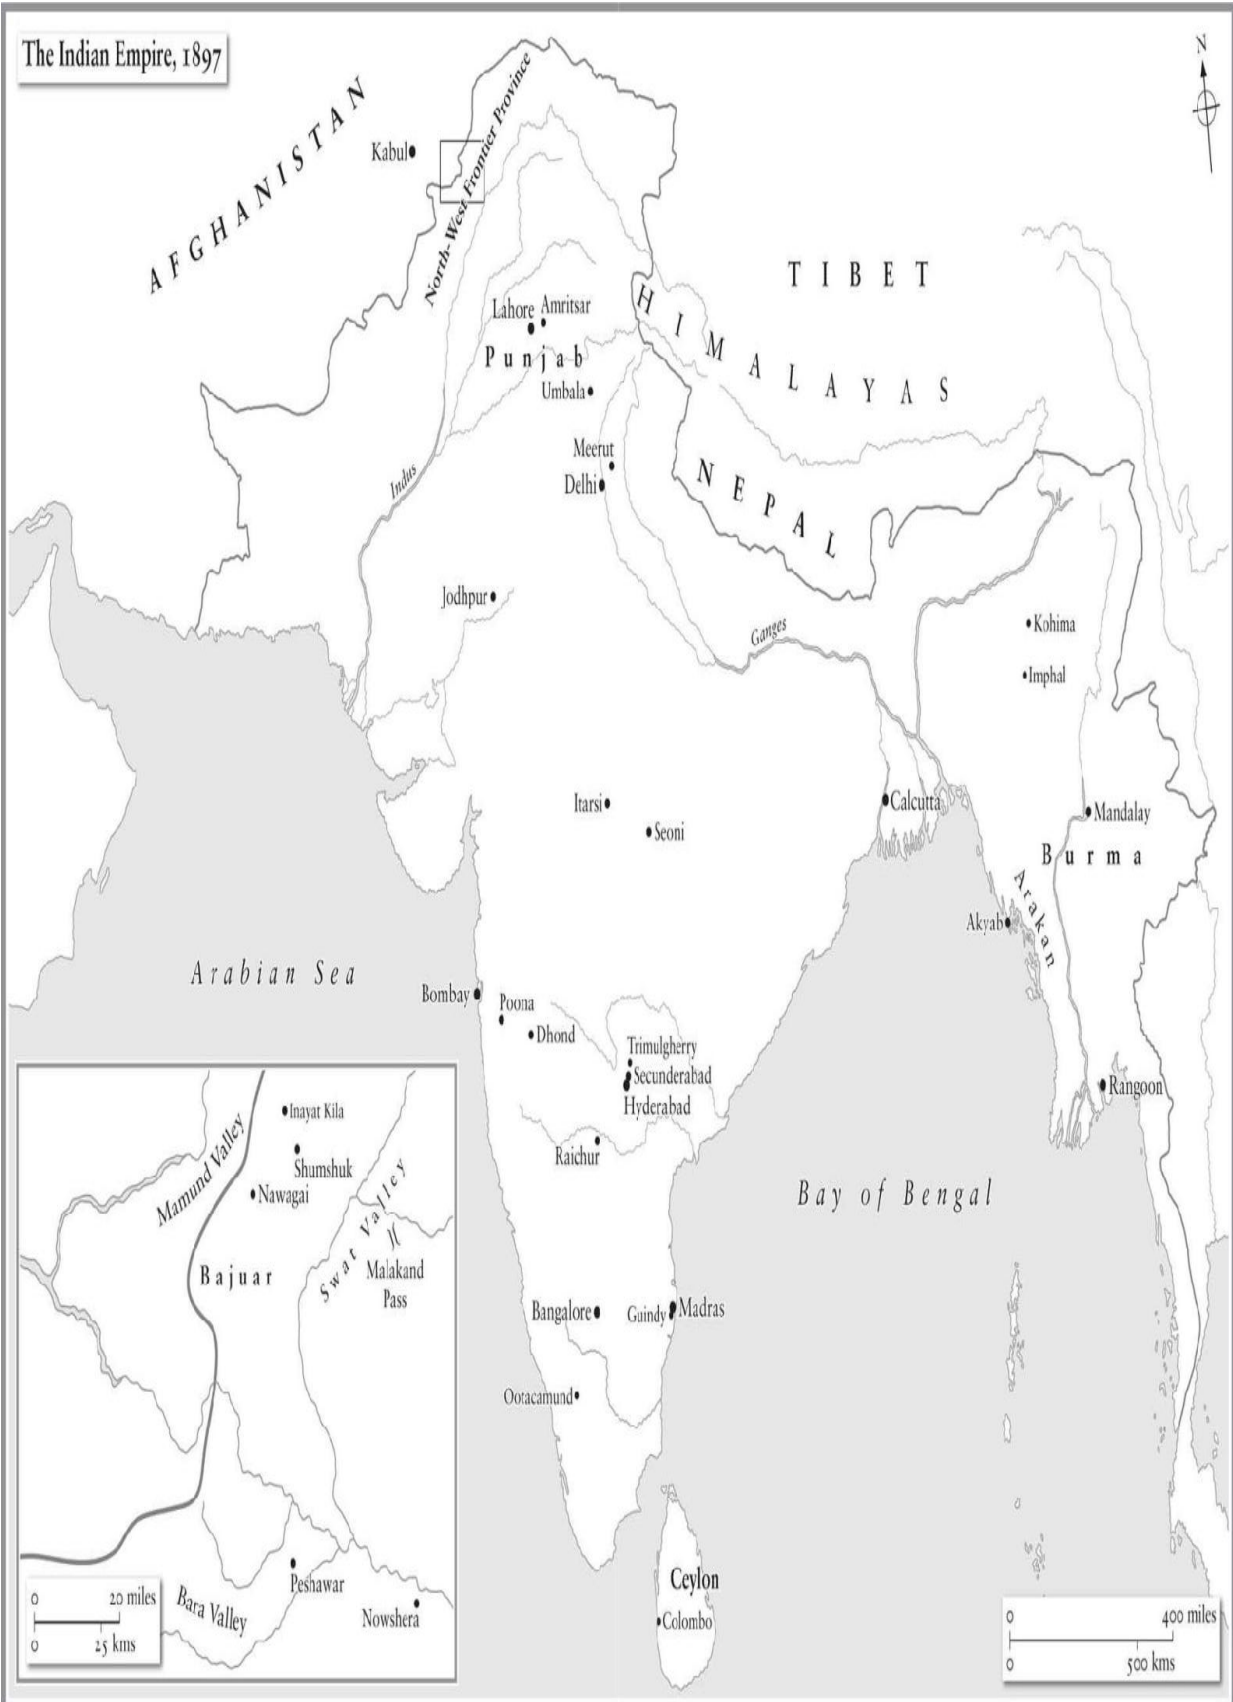 The Indian Empire, 1897
N
AFGHANISTAN
Kabul
North-West Frontier Province
TIBET
HIMALAYAS
Lahore
Amritsar
Punjab
Umbala
Meerut
Delhi
NEPAL
Indus
Jodhpur
Ganges
Kohima
Imphal
Itarsi
Seoni
Calcutta
Mandalay
Burma
Arakan
Akyab
Arabian Sea
Bombay
Poona
Dhond
Trimulgherry
Secunderabad
Hyderabad
Rangoon
Raichur
Bay of Bengal
Bangalore
Guindy
Madras
Ootacamund
Ceylon
Colombo
0
400 miles
0
500 kms
Inayat Kila
Mamund Valley
Shumshuk
Nawagai
Swat Valley
Bajuar
Malakand
Pass
Peshawar
Bara Valley
Nowshera
0
20 miles
0
25 kms